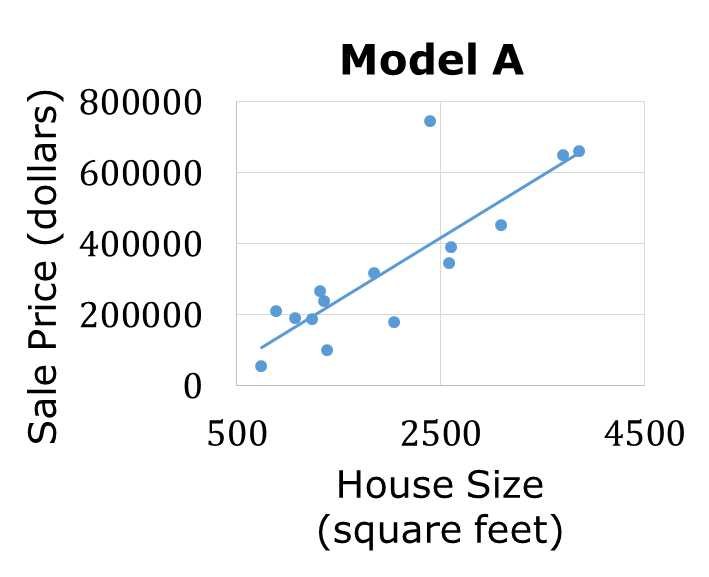 Model A
Sale Price (dollars)
800000
600000
400000
200000
0
500 2500 4500
House Size
(square feet)